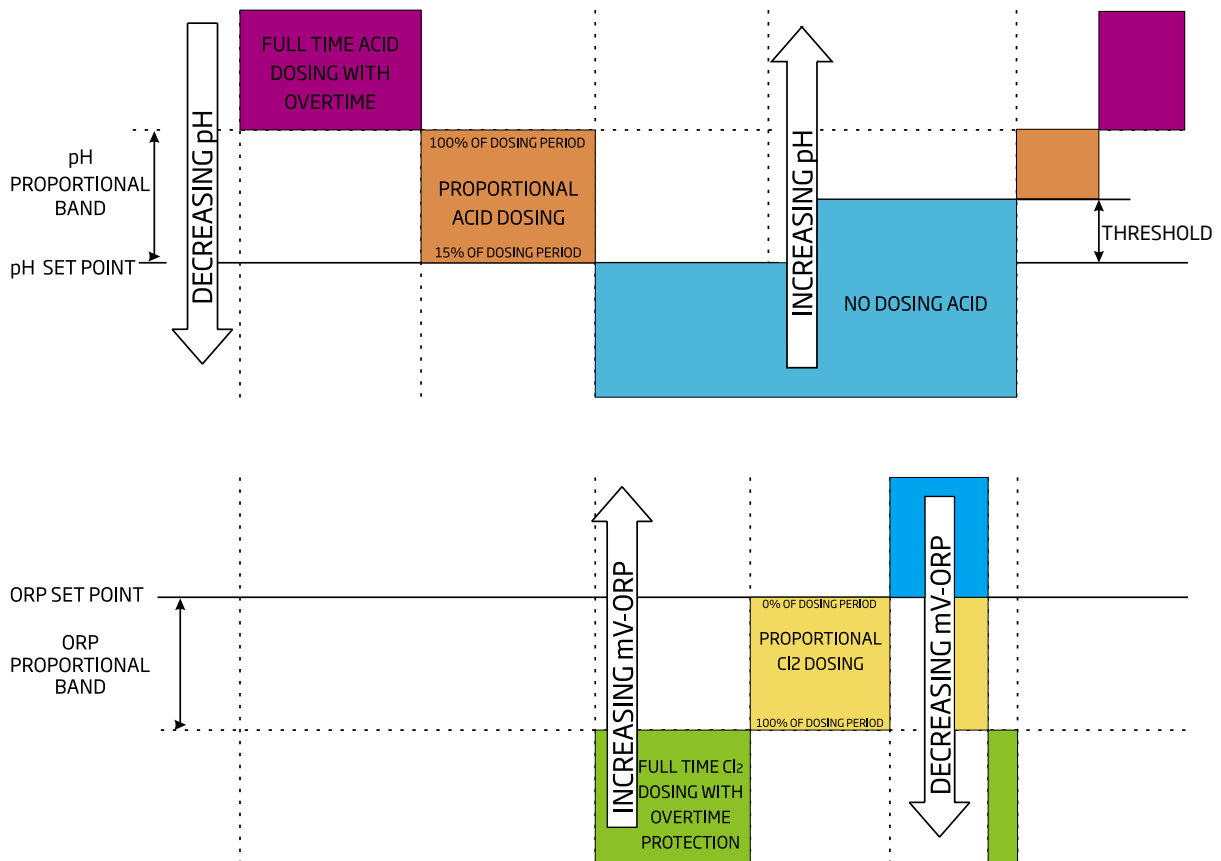 FULL TIME ACID
DOSING WITH
OVERTIME
DECREASING pH
pH
PROPORTIONAL
BAND
100% OF DOSING PERIOD
PROPORTIONAL
ACID DOSING
15% OF DOSING PERIOD
pH SET POINT
INCREASING pH
NO DOSING ACID
THRESHOLD
ORP SET POINT
ORP
PROPORTIONAL
BAND
INCREASING mV-ORP
0% OF DOSING PERIOD
PROPORTIONAL
Cl2 DOSING
100% OF DOSING PERIOD
DECREASING mV-ORP
FULL TIME Cl₂
DOSING WITH
OVERTIME
PROTECTION